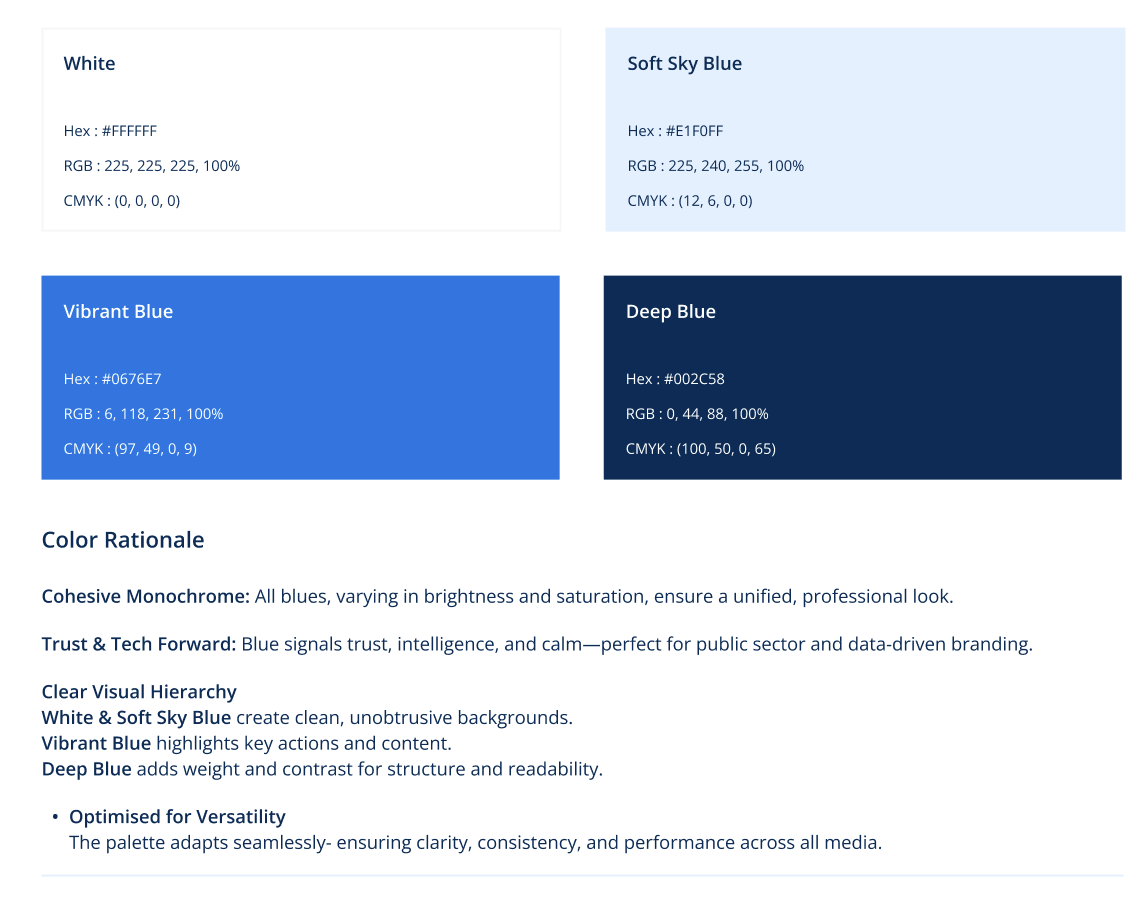 White
Hex : #FFFFFF
RGB : 225, 225, 225, 100%
CMYK : (0, 0, 0, 0)
Soft Sky Blue
Hex : #E1F0FF
RGB : 225, 240, 255, 100%
CMYK : (12, 6, 0, 0)
Vibrant Blue
Hex : #0676E7
RGB : 6, 118, 231, 100%
CMYK : (97, 49, 0, 9)
Deep Blue
Hex : #002C58
RGB : 0, 44, 88, 100%
CMYK : (100, 50, 0, 65)
Color Rationale
Cohesive Monochrome: All blues, varying in brightness and saturation, ensure a unified, professional look.
Trust & Tech Forward: Blue signals trust, intelligence, and calm—perfect for public sector and data-driven branding.
Clear Visual Hierarchy
White & Soft Sky Blue create clean, unobtrusive backgrounds.
Vibrant Blue highlights key actions and content.
Deep Blue adds weight and contrast for structure and readability.
• Optimised for Versatility
The palette adapts seamlessly- ensuring clarity, consistency, and performance across all media.